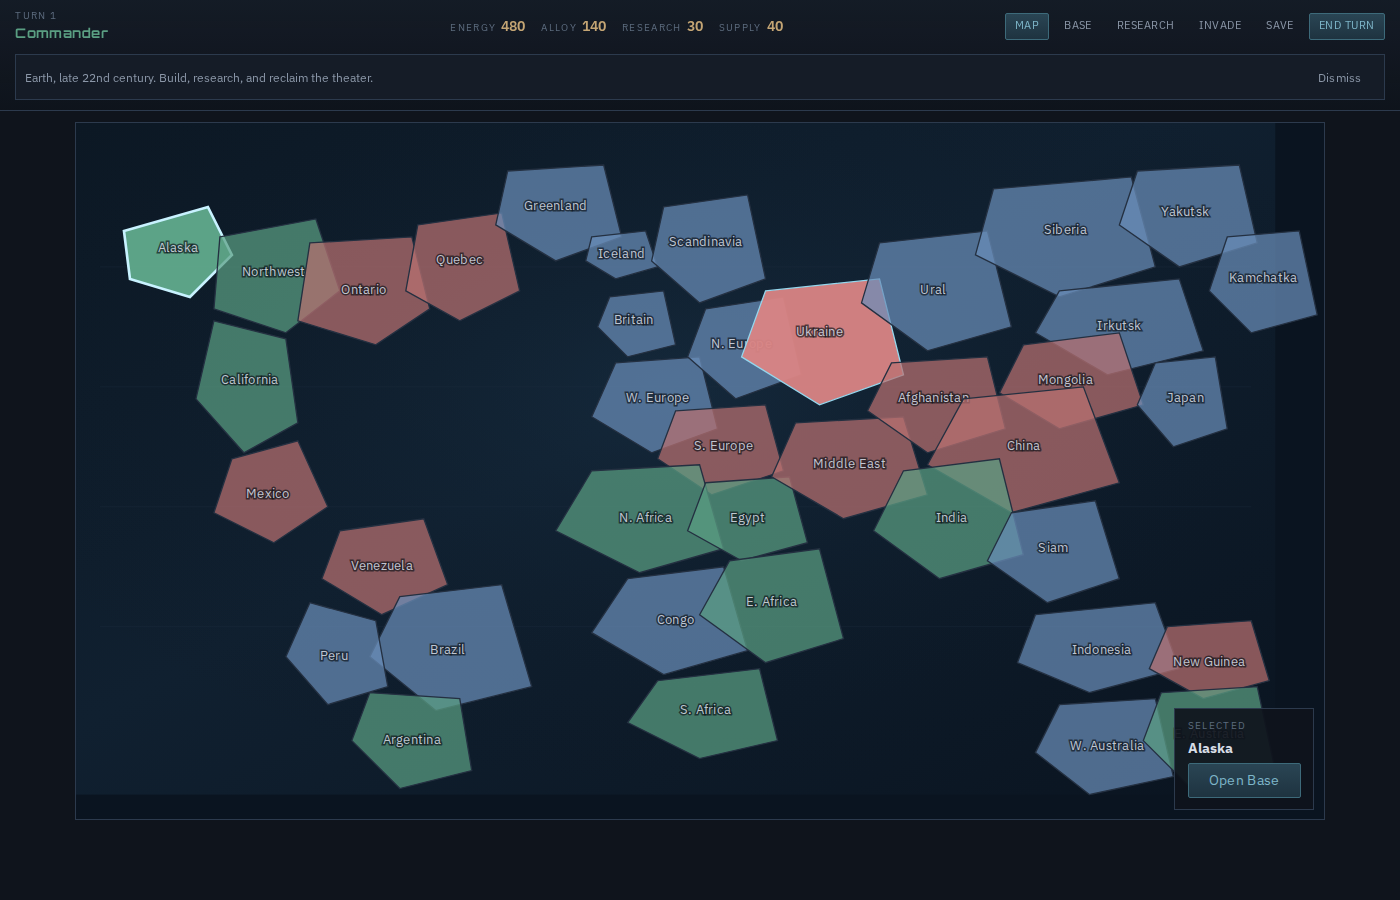 TURN 1
Commander
ENERGY 480 ALLOY 140 RESEARCH 30 SUPPLY 40
MAP BASE RESEARCH INVADE SAVE END TURN
Earth, late 22nd century. Build, research, and reclaim the theater.
Dismiss
Greenland
Alaska
Northwest
Ontario
Quebec
Iceland
Scandinavia
Siberia
Yakutsk
Kamchatka
Britain
N. Eu
Ukraine
Ural
Irkutsk
California
W. Europe
Afghanistan
Mongolia
Japan
S. Europe
Middle East
China
Mexico
N. Africa
Egypt
India
Siam
Venezuela
Congo
E. Africa
Peru
Brazil
Indonesia
New Guinea
Argentina
S. Africa
W. Australia
SELECTED
Alaska
Open Base